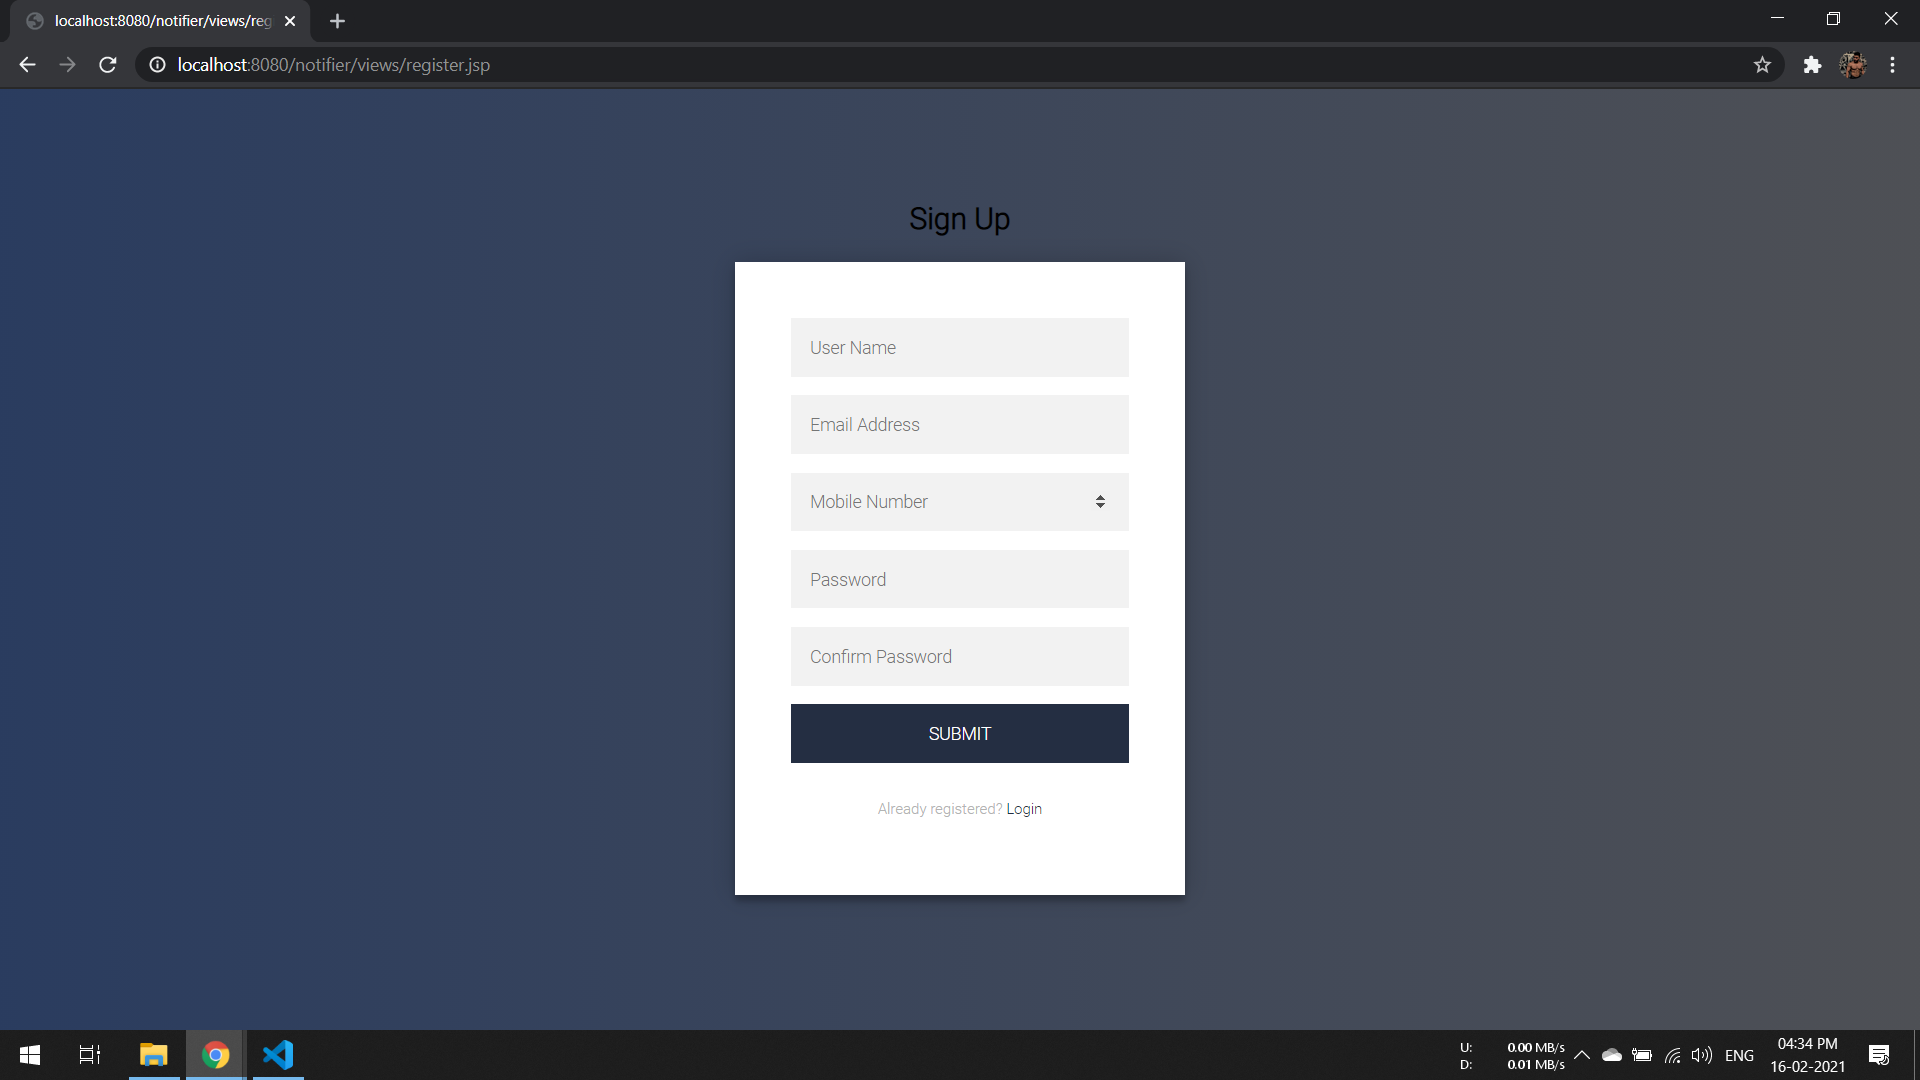 localhost:8080/notifier/views/reg
localhost:8080/notifier/views/register.jsp
Sign Up
User Name
Email Address
Mobile Number
Password
Confirm Password
SUBMIT
Already registered? Login
U: 0.00 MB/s
D: 0.01 MB/s
ENG
04:34 PM
16-02-2021